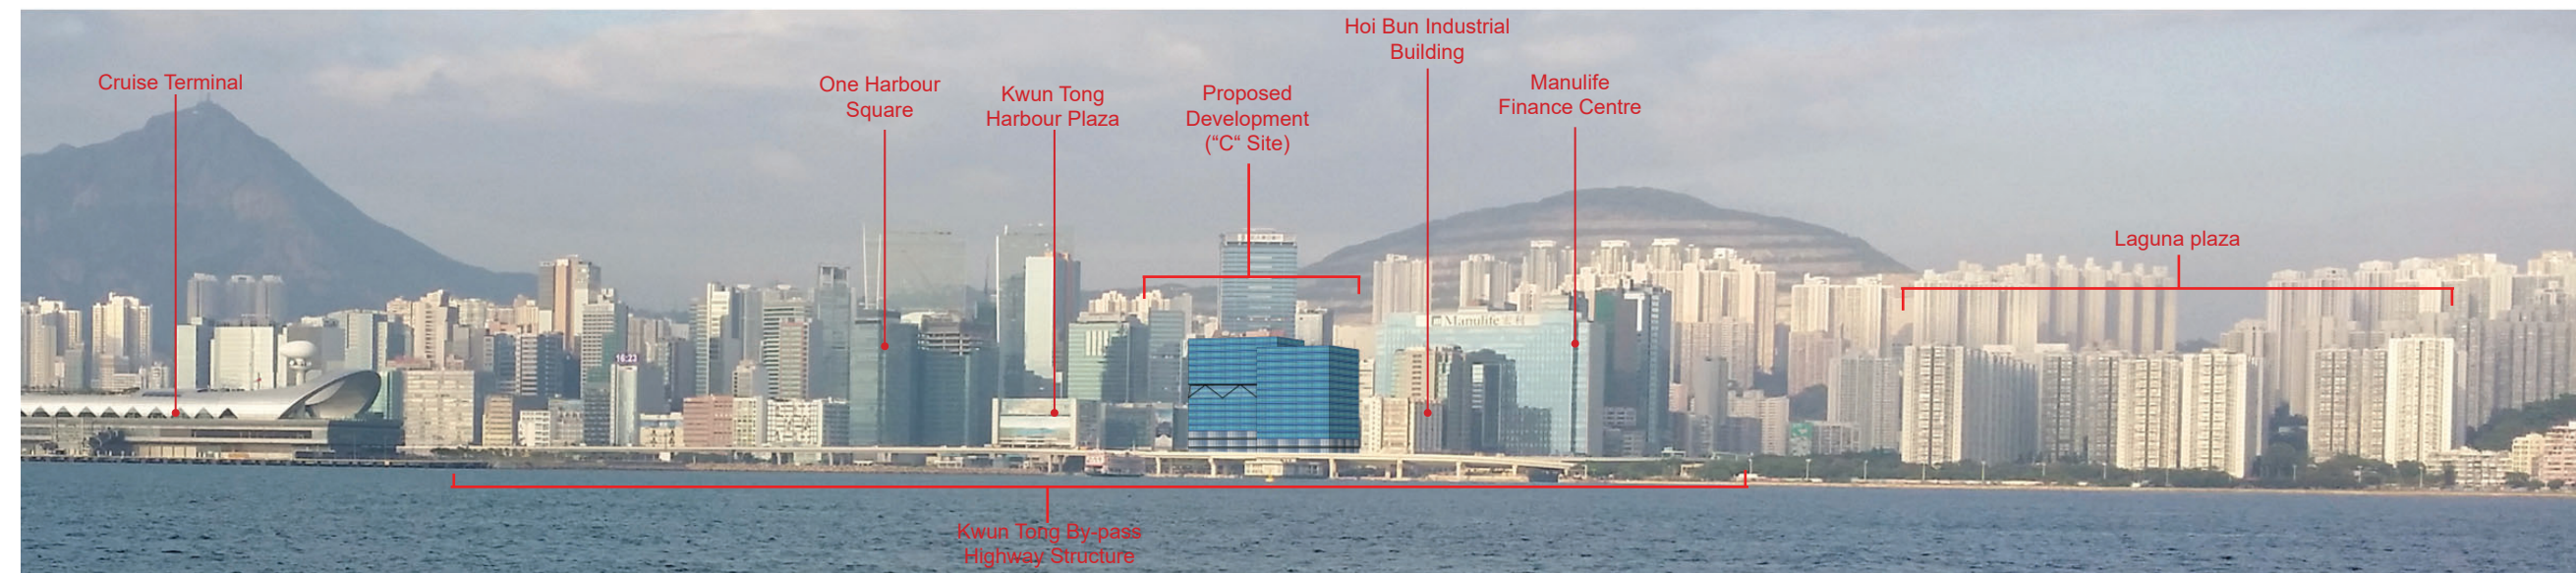 Cruise Terminal
One Harbour
Square
Kwun Tong
Harbour Plaza
Proposed
Development
(“C“ Site)
Hoi Bun Industrial
Building
Manulife
Finance Centre
Laguna plaza
Manulife
16:23
Kwun Tong By-pass
Highway Structure